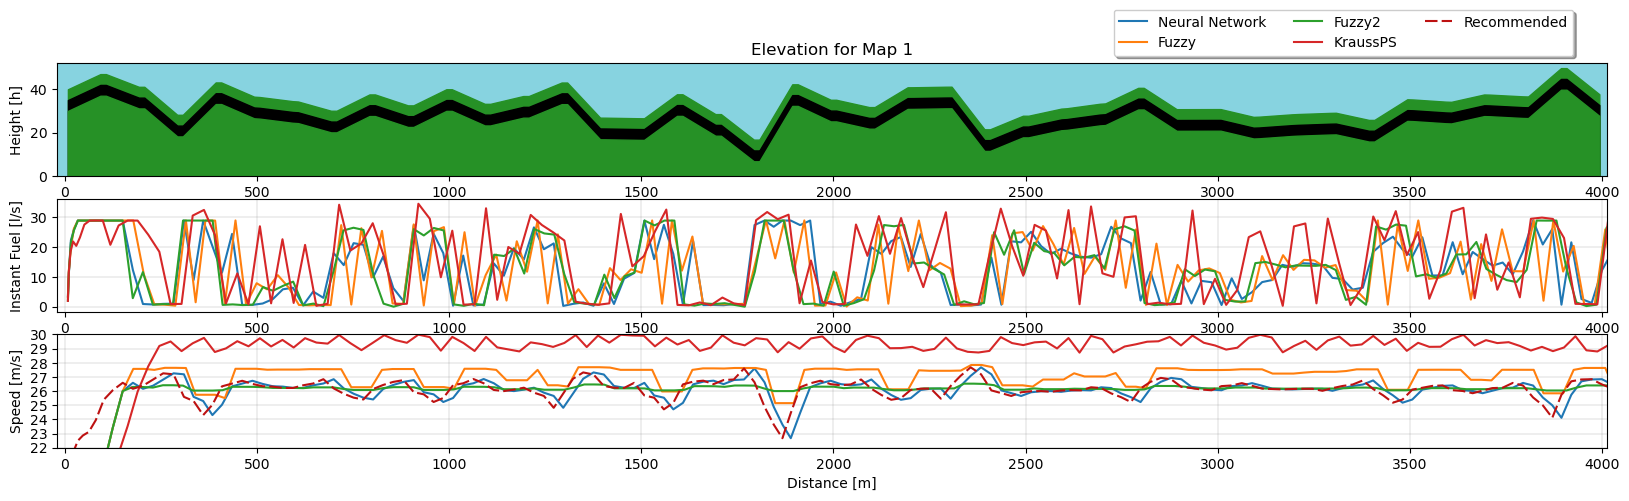 Neural Network
Fuzzy
Fuzzy2
KraussPS
Recommended
Elevation for Map 1
Height [h]
40
20
0
0 500 1000 1500 2000 2500 3000 3500 4000
Instant Fuel [l/s]
30
20
10
0
0 500 1000 1500 2000 2500 3000 3500 4000
Speed [m/s]
30
29
28
27
26
25
24
23
22
0 500 1000 1500 2000 2500 3000 3500 4000
Distance [m]